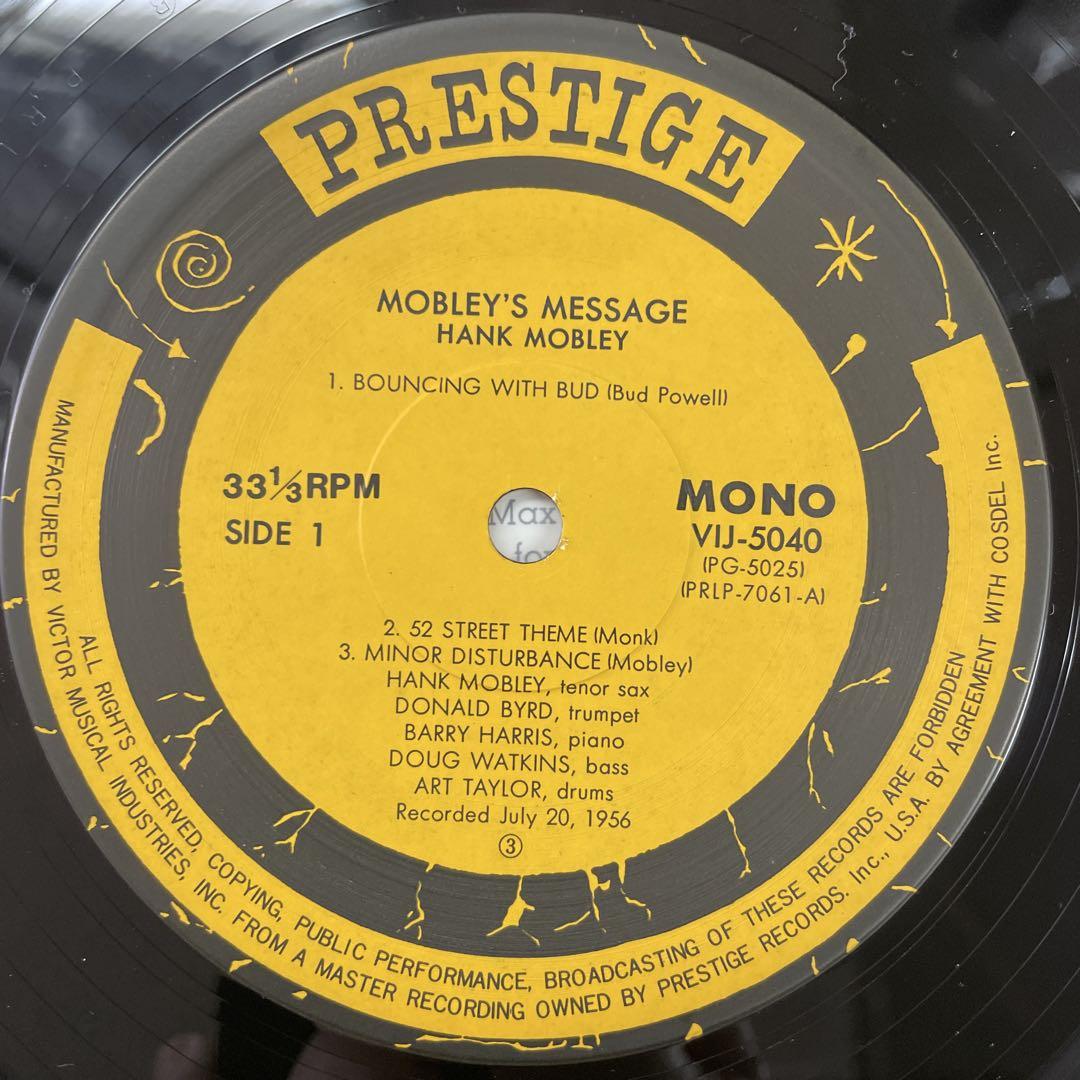 PRESTIGE
MOBLEY'S MESSAGE
HANK MOBLEY
1. BOUNCING WITH BUD (Bud Powell)
33⅓RPM
SIDE 1
MONO
VIJ-5040
(PG-5025)
(PRLP-7061-A)
Max
for
2. 52 STREET THEME (Monk)
3. MINOR DISTURBANCE (Mobley)
HANK MOBLEY, tenor sax
DONALD BYRD, trumpet
BARRY HARRIS, piano
DOUG WATKINS, bass
ART TAYLOR, drums
Recorded July 20, 1956
③
ALL RIGHTS RESERVED, COPYING, PUBLIC PERFORMANCE, BROADCASTING OF THESE RECORDS ARE FORBIDDEN
MANUFACTURED BY VICTOR MUSICAL INDUSTRIES, INC. FROM A MASTER RECORDING OWNED BY PRESTIGE RECORDS. Inc., U.S.A. BY AGREEMENT WITH COSDEL Inc.